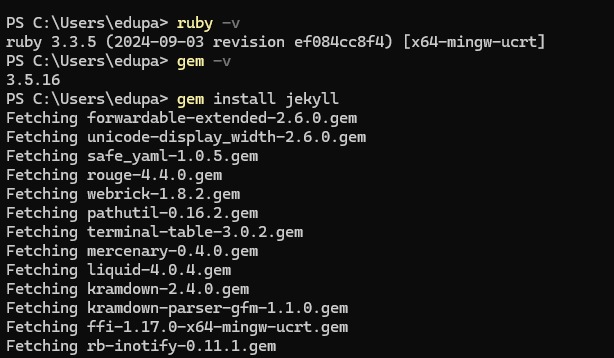 PS C:\Users\edupa> ruby -v
ruby 3.3.5 (2024-09-03 revision ef084cc8f4) [x64-mingw-ucrt]
PS C:\Users\edupa> gem -v
3.5.16
PS C:\Users\edupa> gem install jekyll
Fetching forwardable-extended-2.6.0.gem
Fetching unicode-display_width-2.6.0.gem
Fetching safe_yaml-1.0.5.gem
Fetching rouge-4.4.0.gem
Fetching webrick-1.8.2.gem
Fetching pathutil-0.16.2.gem
Fetching terminal-table-3.0.2.gem
Fetching mercenary-0.4.0.gem
Fetching liquid-4.0.4.gem
Fetching kramdown-2.4.0.gem
Fetching kramdown-parser-gfm-1.1.0.gem
Fetching ffi-1.17.0-x64-mingw-ucrt.gem
Fetching rb-inotify-0.11.1.gem